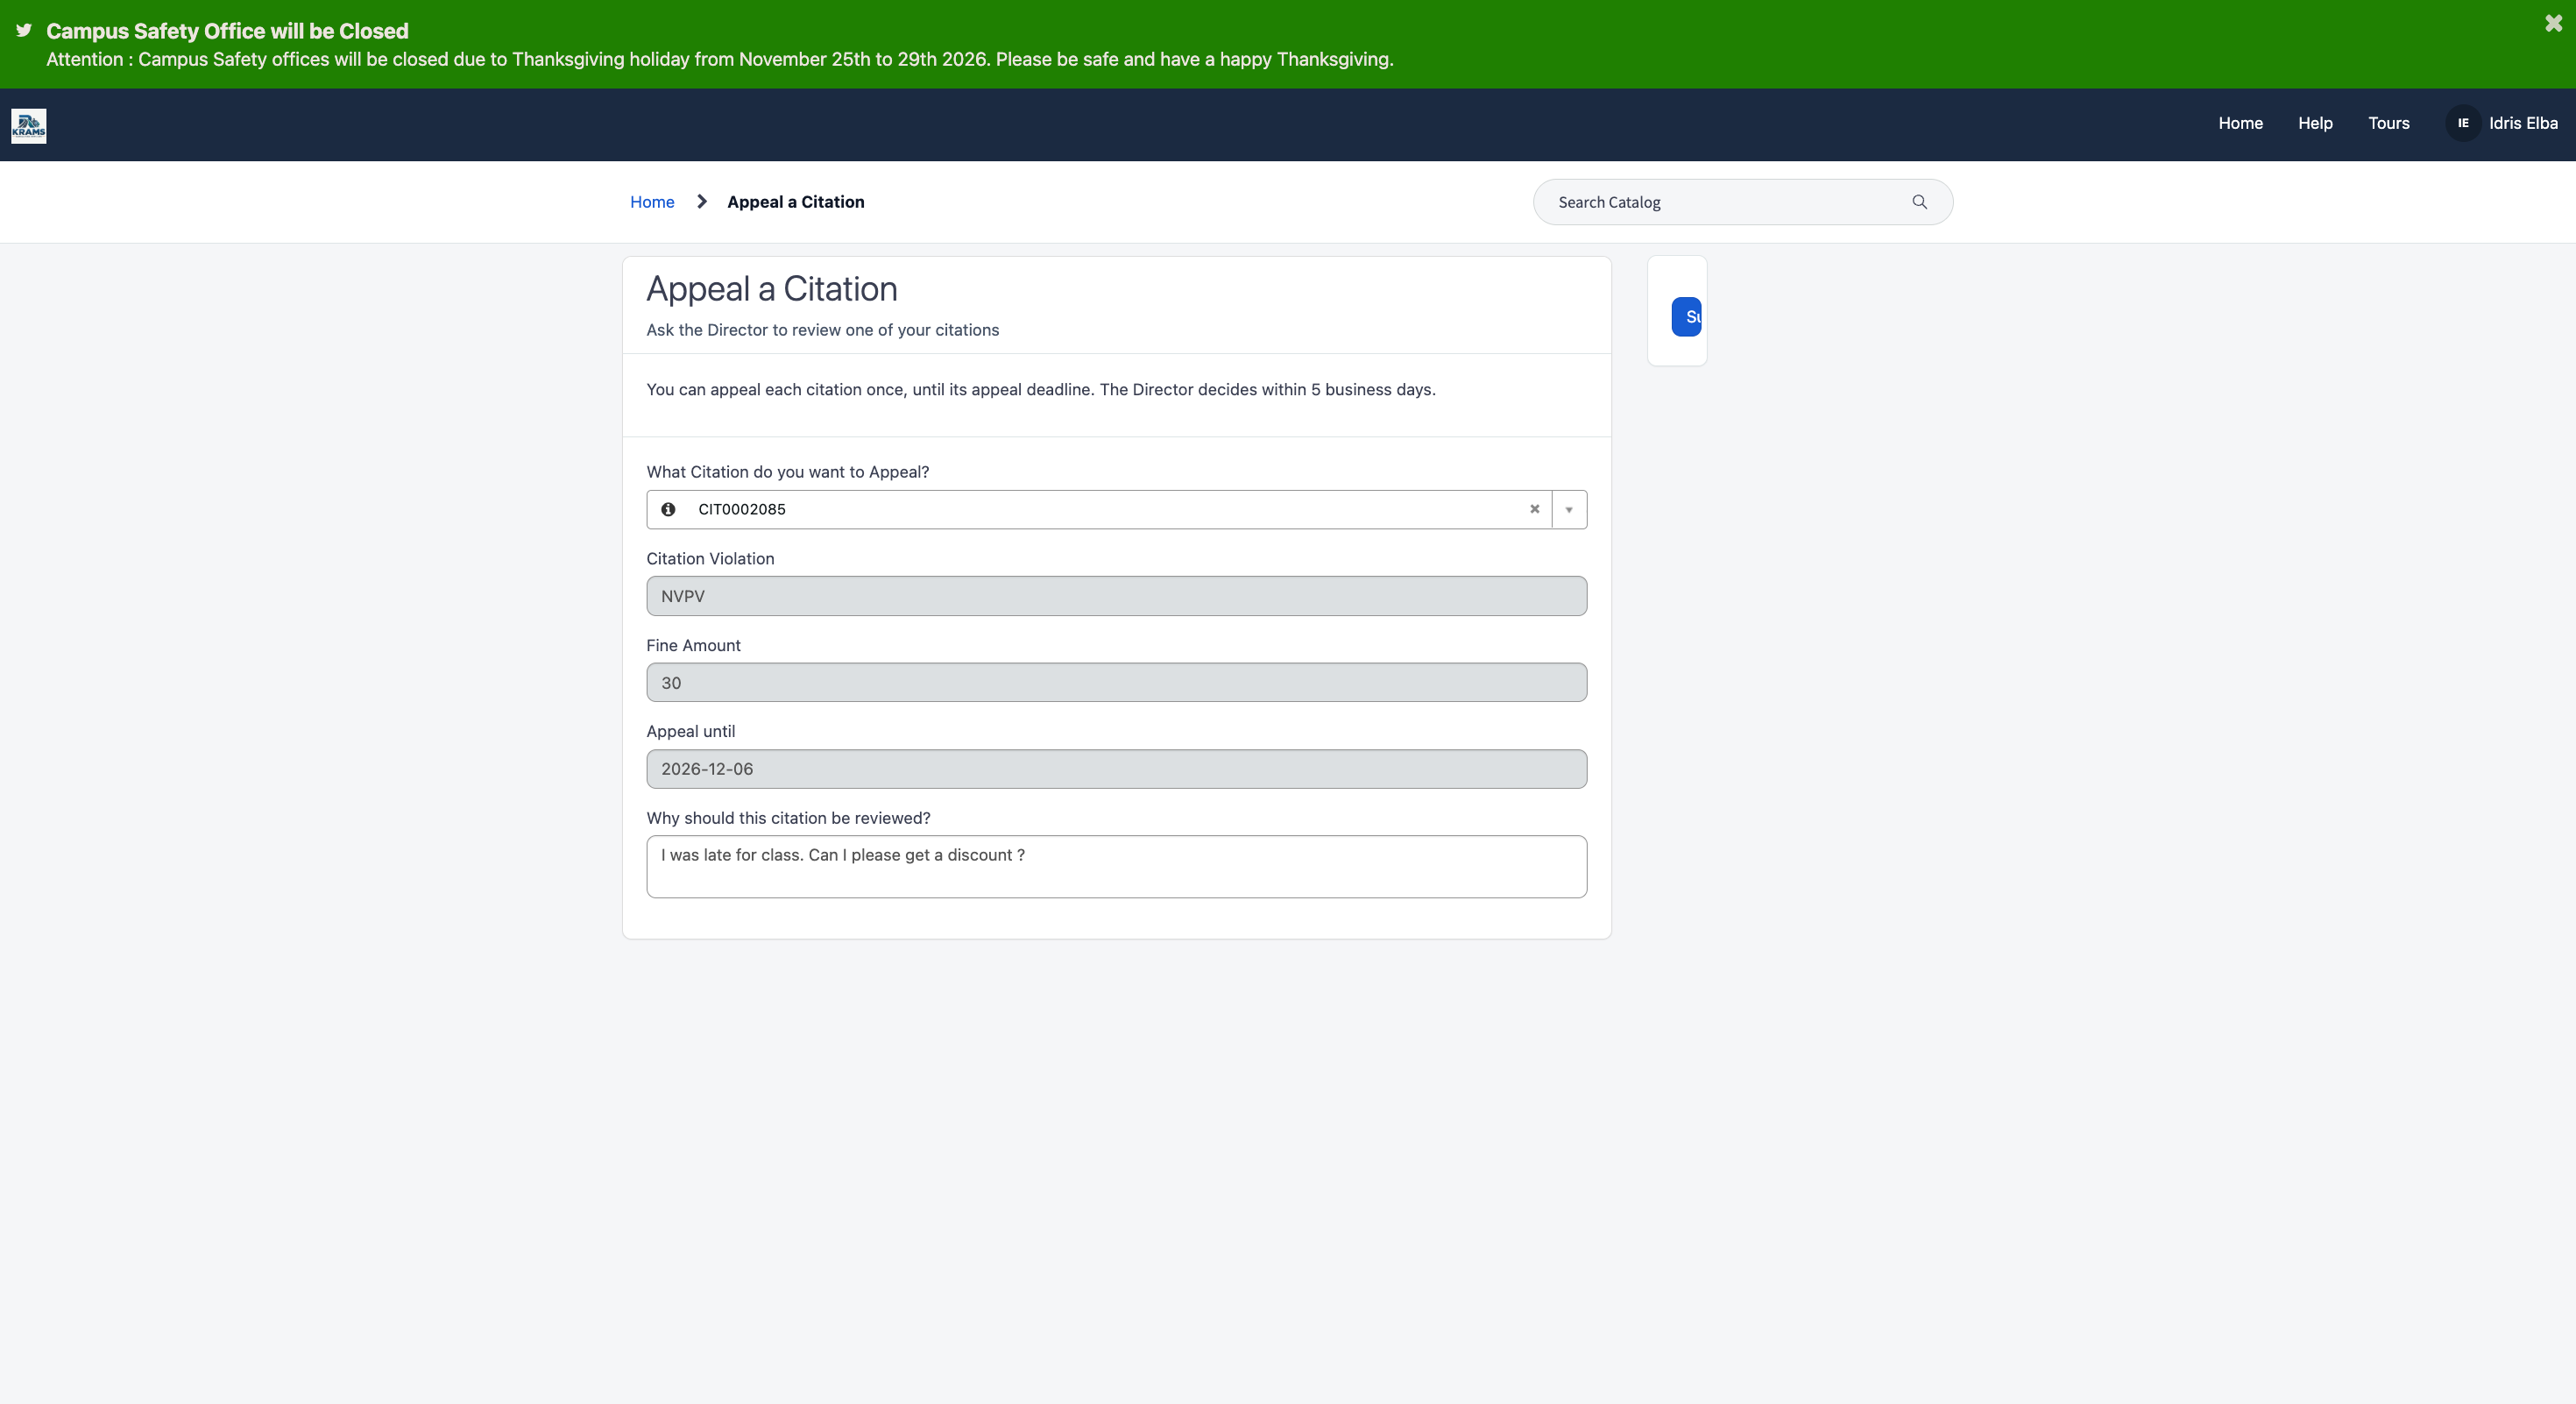 Campus Safety Office will be Closed
Attention : Campus Safety offices will be closed due to Thanksgiving holiday from November 25th to 29th 2026. Please be safe and have a happy Thanksgiving.
KRAMS
Home Help Tours IE Idris Elba
Home Appeal a Citation
Search Catalog
Appeal a Citation
Ask the Director to review one of your citations
Su
You can appeal each citation once, until its appeal deadline. The Director decides within 5 business days.
What Citation do you want to Appeal?
CIT0002085
Citation Violation
NVPV
Fine Amount
30
Appeal until
2026-12-06
Why should this citation be reviewed?
I was late for class. Can I please get a discount ?